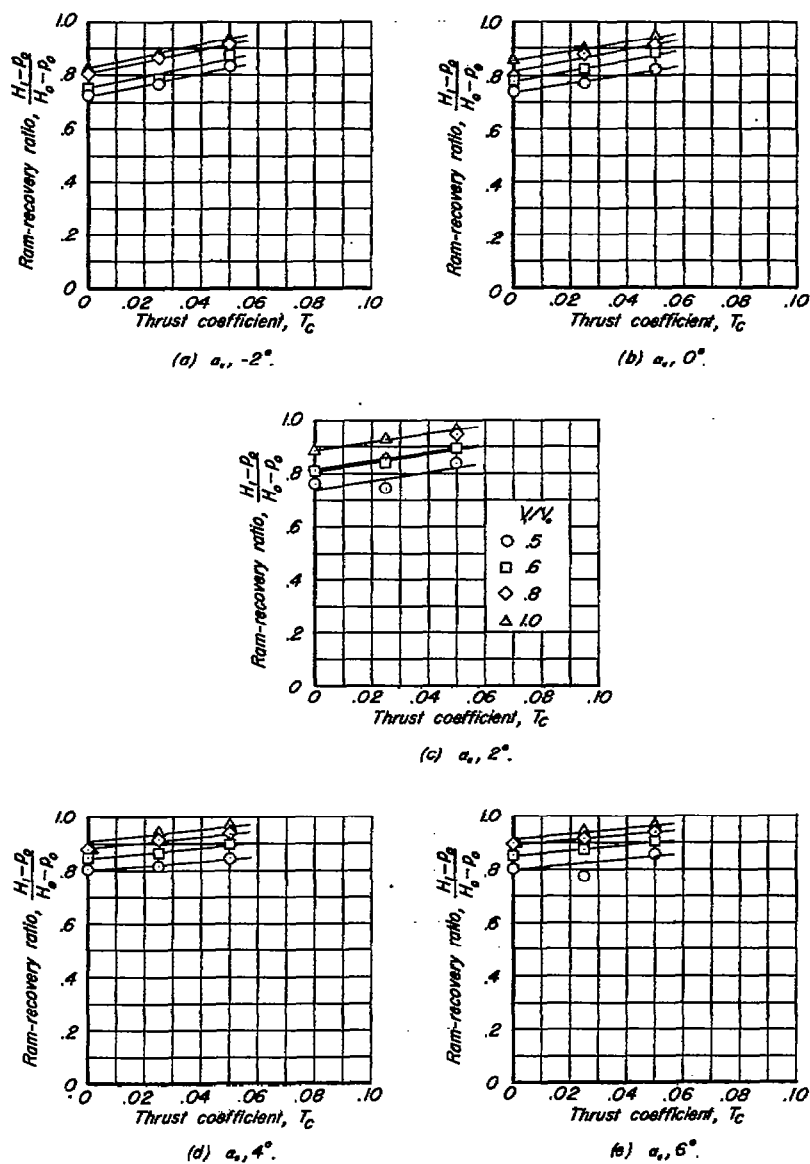 1.0
.8
.6
.4
.2
0
Ram-recovery ratio, H₁-p₀ / H₀-p₀
0 .02 .04 .06 .08 .10
Thrust coefficient, T_C
(a) α₀, -2°.
1.0
.8
.6
.4
.2
0
Ram-recovery ratio, H₁-p₀ / H₀-p₀
0 .02 .04 .06 .08 .10
Thrust coefficient, T_C
(b) α₀, 0°.
1.0
.8
.6
.4
.2
0
Ram-recovery ratio, H₁-p₀ / H₀-p₀
V₁/V₀
.5
.6
.8
1.0
0 .02 .04 .06 .08 .10
Thrust coefficient, T_C
(c) α₀, 2°.
1.0
.8
.6
.4
.2
0
Ram-recovery ratio, H₁-p₀ / H₀-p₀
0 .02 .04 .06 .08 .10
Thrust coefficient, T_C
(d) α₀, 4°.
1.0
.8
.6
.4
.2
0
Ram-recovery ratio, H₁-p₀ / H₀-p₀
0 .02 .04 .06 .08 .10
Thrust coefficient, T_C
(e) α₀, 6°.